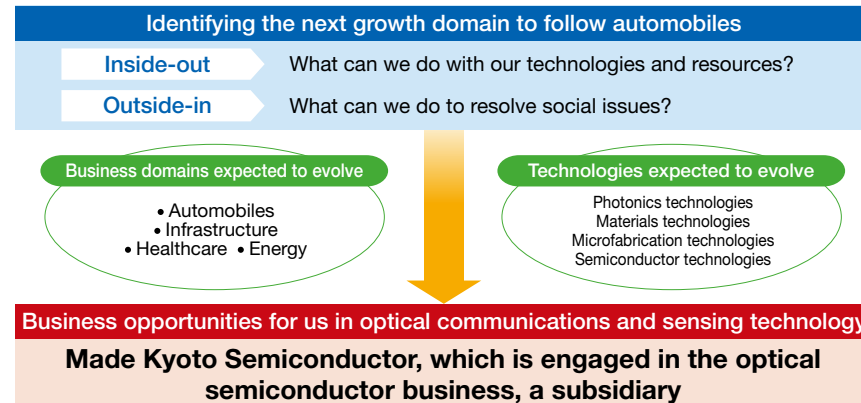 Identifying the next growth domain to follow automobiles
Inside-out What can we do with our technologies and resources?
Outside-in What can we do to resolve social issues?
Business domains expected to evolve
• Automobiles
• Infrastructure
• Healthcare • Energy
Technologies expected to evolve
Photonics technologies
Materials technologies
Microfabrication technologies
Semiconductor technologies
Business opportunities for us in optical communications and sensing technology
Made Kyoto Semiconductor, which is engaged in the optical
semiconductor business, a subsidiary